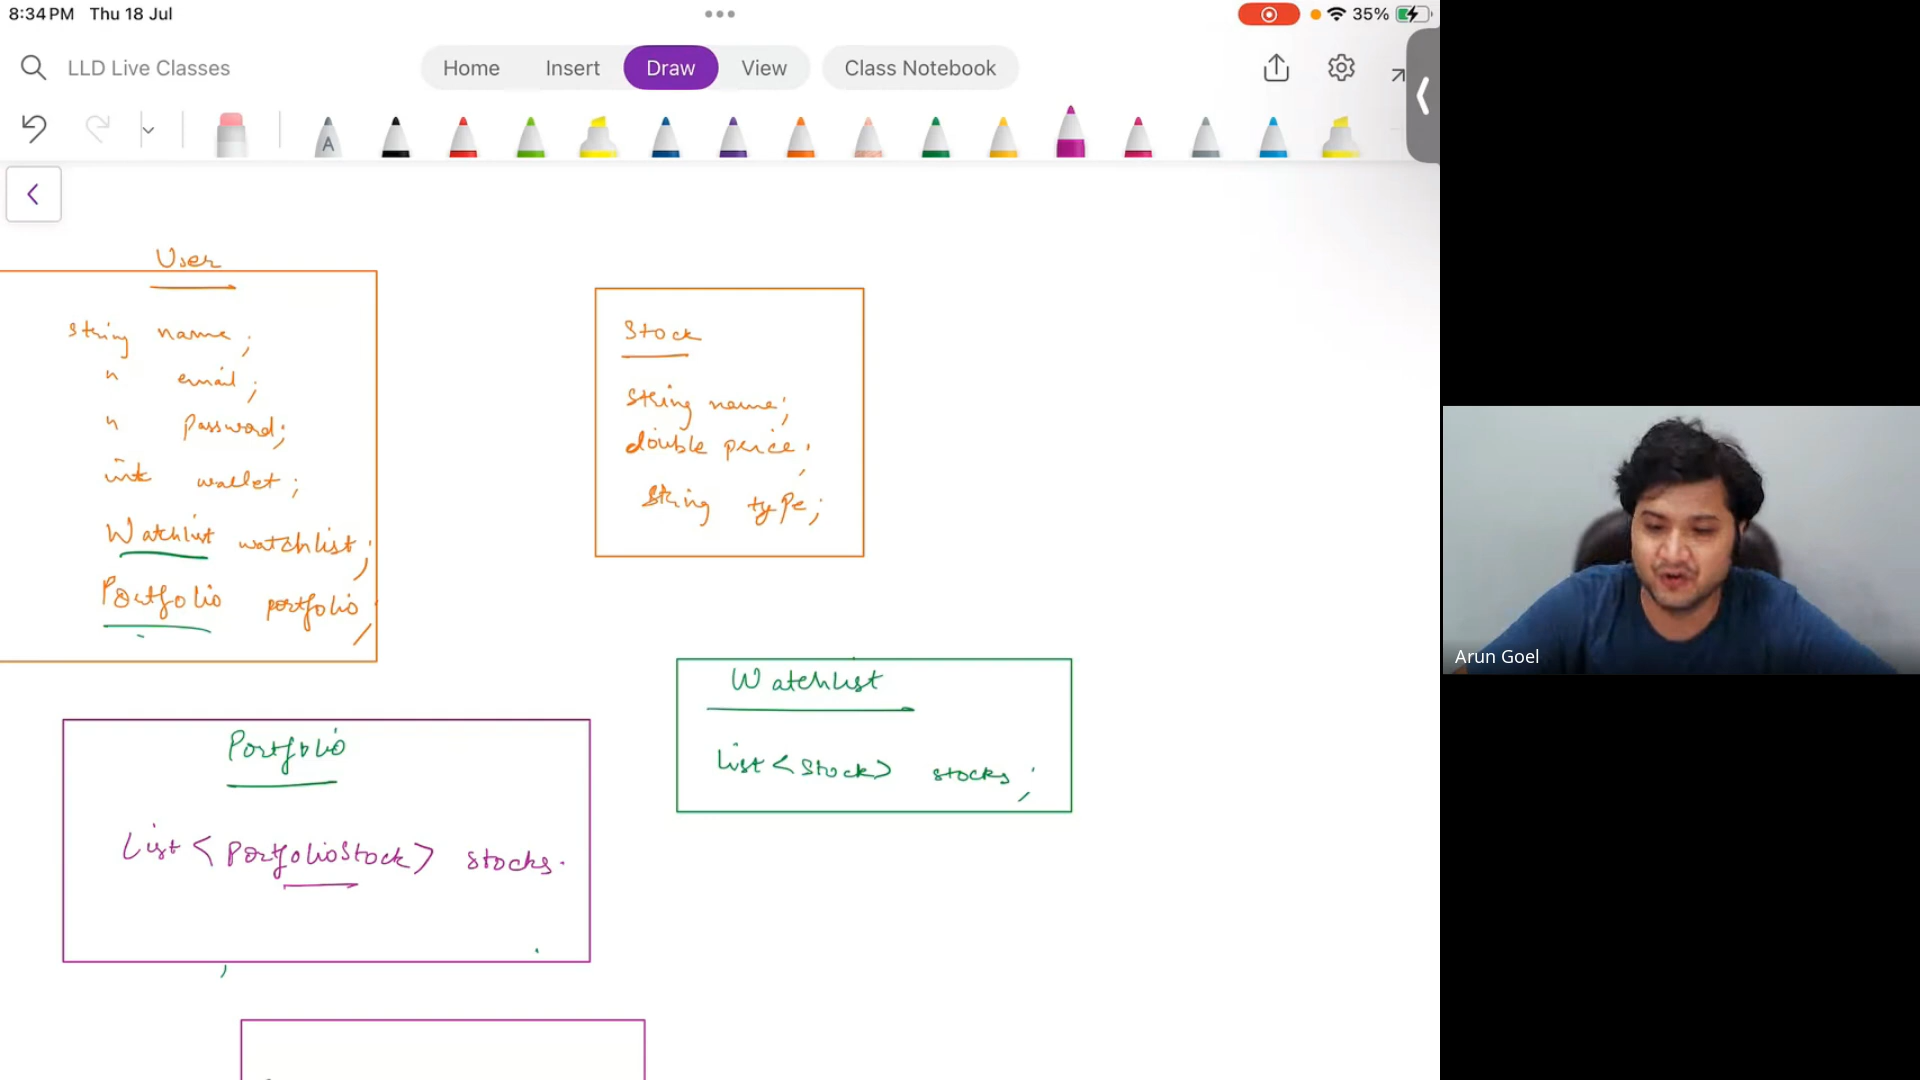 8:34 PM Thu 18 Jul
35%
LLD Live Classes
Home Insert Draw View Class Notebook
A
User
string name;
" email;
" Password;
int wallet;
Watchlist watchlist;
Portfolio portfolio;
Stock
string name;
double price;
string type;
Watchlist
List<Stock> stocks;
Portfolio
List<PortfolioStock> stocks.
Arun Goel